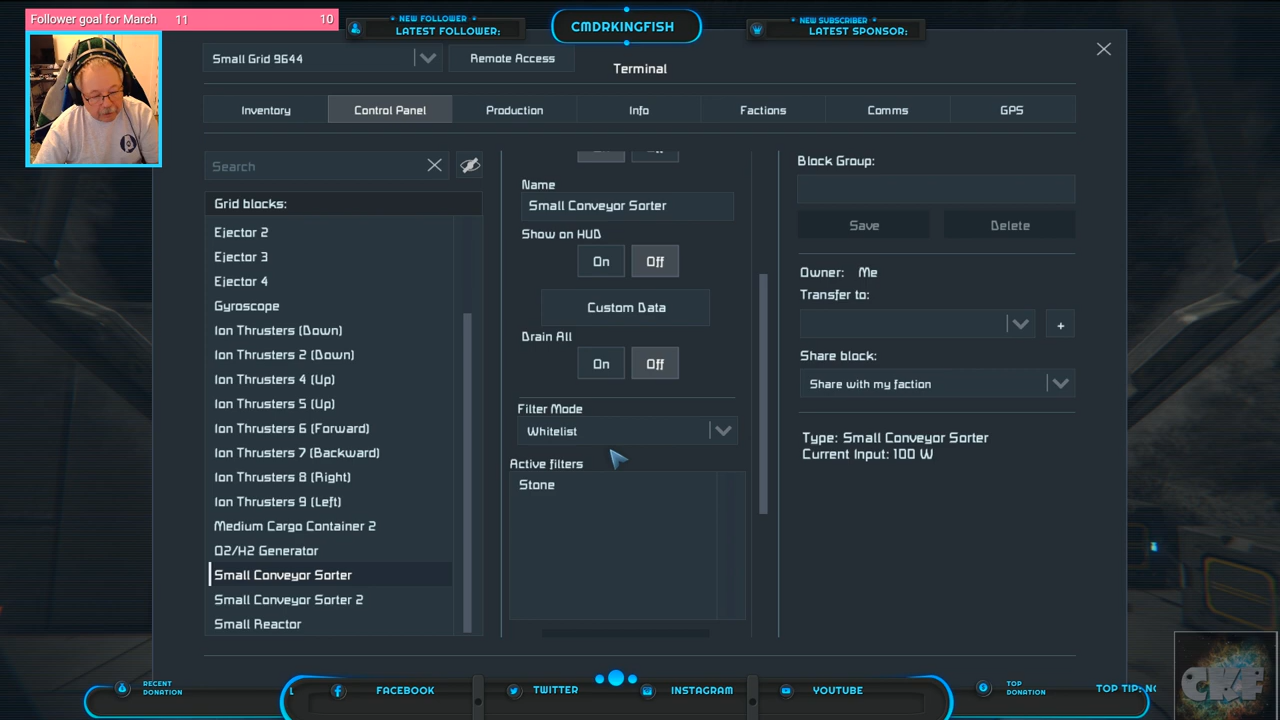 Follower goal for March 11 10
NEW FOLLOWER
LATEST FOLLOWER:
CMDRKINGFISH
NEW SUBSCRIBER
LATEST SPONSOR:
Small Grid 9644
Remote Access
Terminal
Inventory
Control Panel
Production
Info
Factions
Comms
GPS
Search
Grid blocks:
Ejector 2
Ejector 3
Ejector 4
Gyroscope
Ion Thrusters (Down)
Ion Thrusters 2 (Down)
Ion Thrusters 4 (Up)
Ion Thrusters 5 (Up)
Ion Thrusters 6 (Forward)
Ion Thrusters 7 (Backward)
Ion Thrusters 8 (Right)
Ion Thrusters 9 (Left)
Medium Cargo Container 2
O2/H2 Generator
Small Conveyor Sorter
Small Conveyor Sorter 2
Small Reactor
Name
Small Conveyor Sorter
Show on HUD
On Off
Custom Data
Drain All
On Off
Filter Mode
Whitelist
Active filters
Stone
Block Group:
Save
Delete
Owner: Me
Transfer to:
+
Share block:
Share with my faction
Type: Small Conveyor Sorter
Current Input: 100 W
RECENT
DONATION
FACEBOOK
TWITTER
INSTAGRAM
YOUTUBE
TOP
DONATION
TOP TIP:
CKF